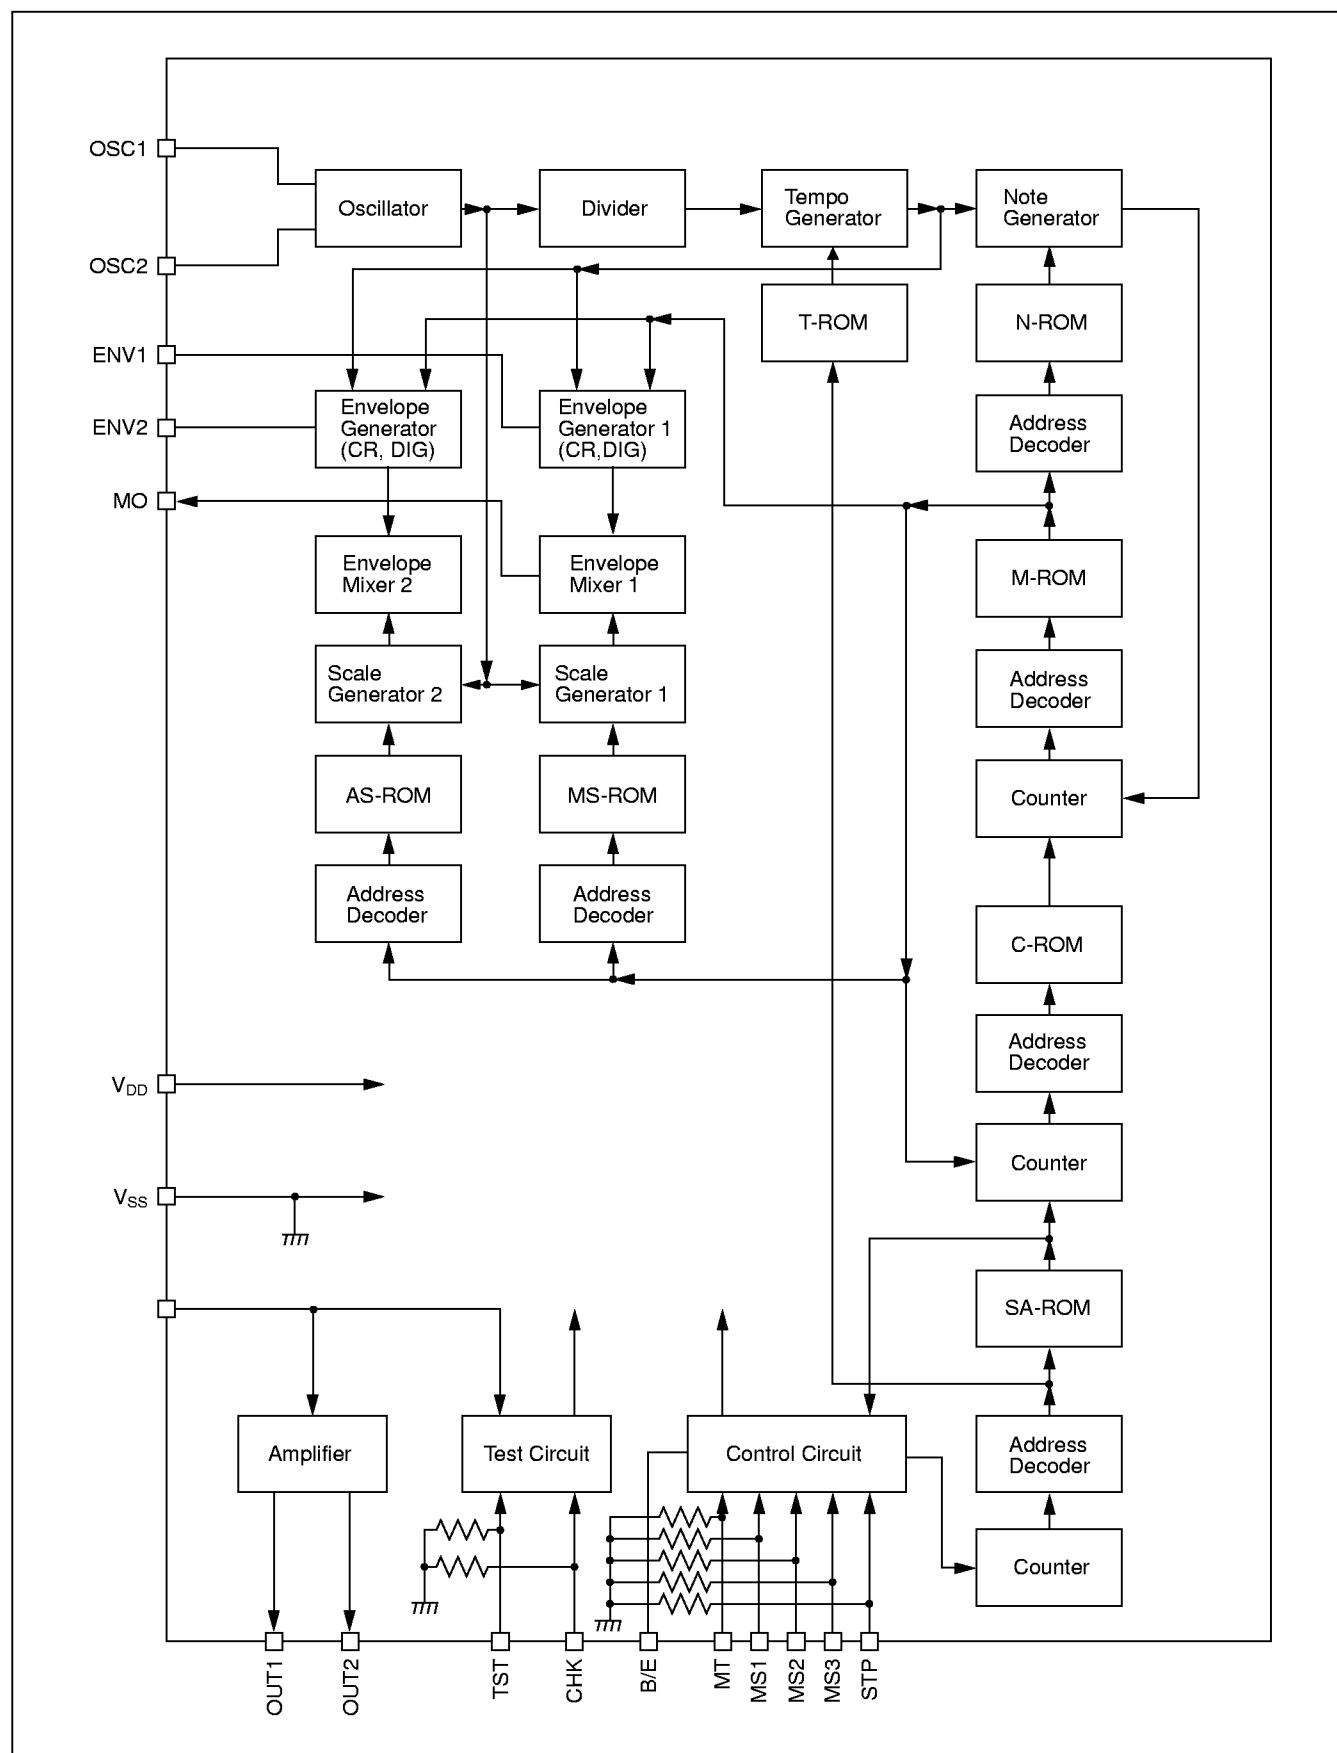 OSC1
Oscillator
Divider
Tempo
Generator
Note
Generator
OSC2
T-ROM
N-ROM
ENV1
ENV2
Envelope
Generator
(CR, DIG)
Envelope
Generator 1
(CR,DIG)
Address
Decoder
MO
Envelope
Mixer 2
Envelope
Mixer 1
M-ROM
Scale
Generator 2
Scale
Generator 1
Address
Decoder
AS-ROM
MS-ROM
Counter
Address
Decoder
Address
Decoder
C-ROM
Address
Decoder
VDD
Counter
VSS
SA-ROM
Amplifier
Test Circuit
Control Circuit
Address
Decoder
Counter
OUT1
OUT2
TST
CHK
B/E
MT
MS1
MS2
MS3
STP